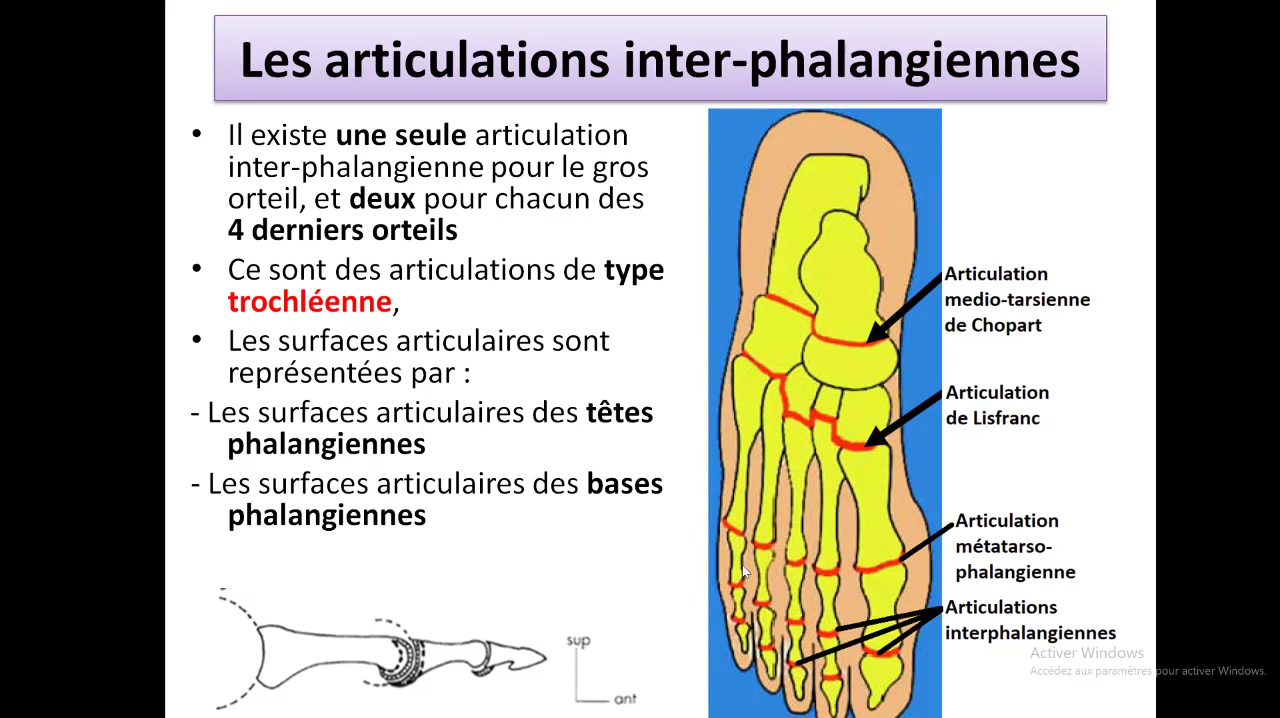 Les articulations inter-phalangiennes
• Il existe une seule articulation
inter-phalangienne pour le gros
orteil, et deux pour chacun des
4 derniers orteils
• Ce sont des articulations de type
trochléenne,
• Les surfaces articulaires sont
représentées par :
- Les surfaces articulaires des têtes
phalangiennes
- Les surfaces articulaires des bases
phalangiennes
sup
ant
Articulation
medio-tarsienne
de Chopart
Articulation
de Lisfranc
Articulation
métatarso-
phalangienne
Articulations
interphalangiennes
Activer Windows
Accédez aux paramètres pour activer Windows.